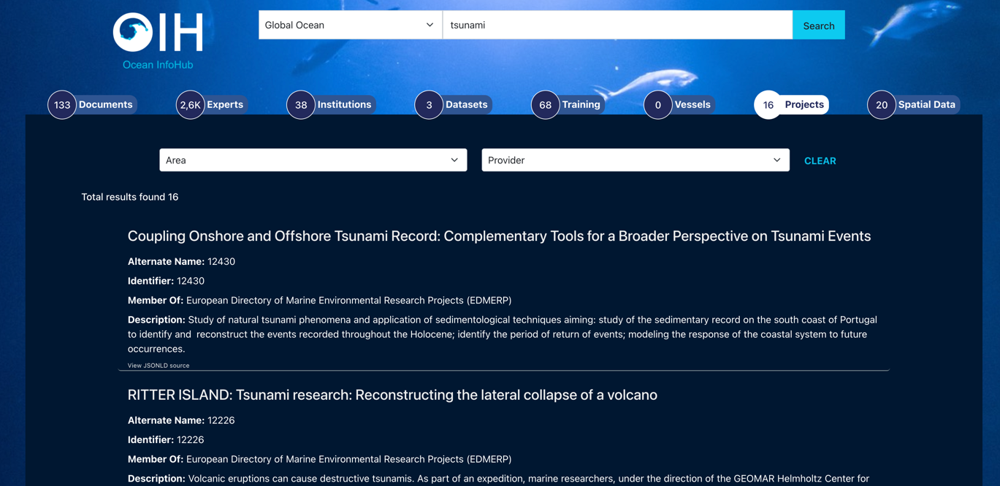 OIH
Ocean InfoHub
Global Ocean
tsunami
Search
133 Documents
2,6K Experts
38 Institutions
3 Datasets
68 Training
0 Vessels
16 Projects
20 Spatial Data
Area
Provider
CLEAR
Total results found 16
Coupling Onshore and Offshore Tsunami Record: Complementary Tools for a Broader Perspective on Tsunami Events
Alternate Name: 12430
Identifier: 12430
Member Of: European Directory of Marine Environmental Research Projects (EDMERP)
Description: Study of natural tsunami phenomena and application of sedimentological techniques aiming: study of the sedimentary record on the south coast of Portugal
to identify and  reconstruct the events recorded throughout the Holocene; identify the period of return of events; modeling the response of the coastal system to future
occurrences.
View JSONLD source
RITTER ISLAND: Tsunami research: Reconstructing the lateral collapse of a volcano
Alternate Name: 12226
Identifier: 12226
Member Of: European Directory of Marine Environmental Research Projects (EDMERP)
Description: Volcanic eruptions can cause destructive tsunamis. As part of an expedition, marine researchers, under the direction of the GEOMAR Helmholtz Center for